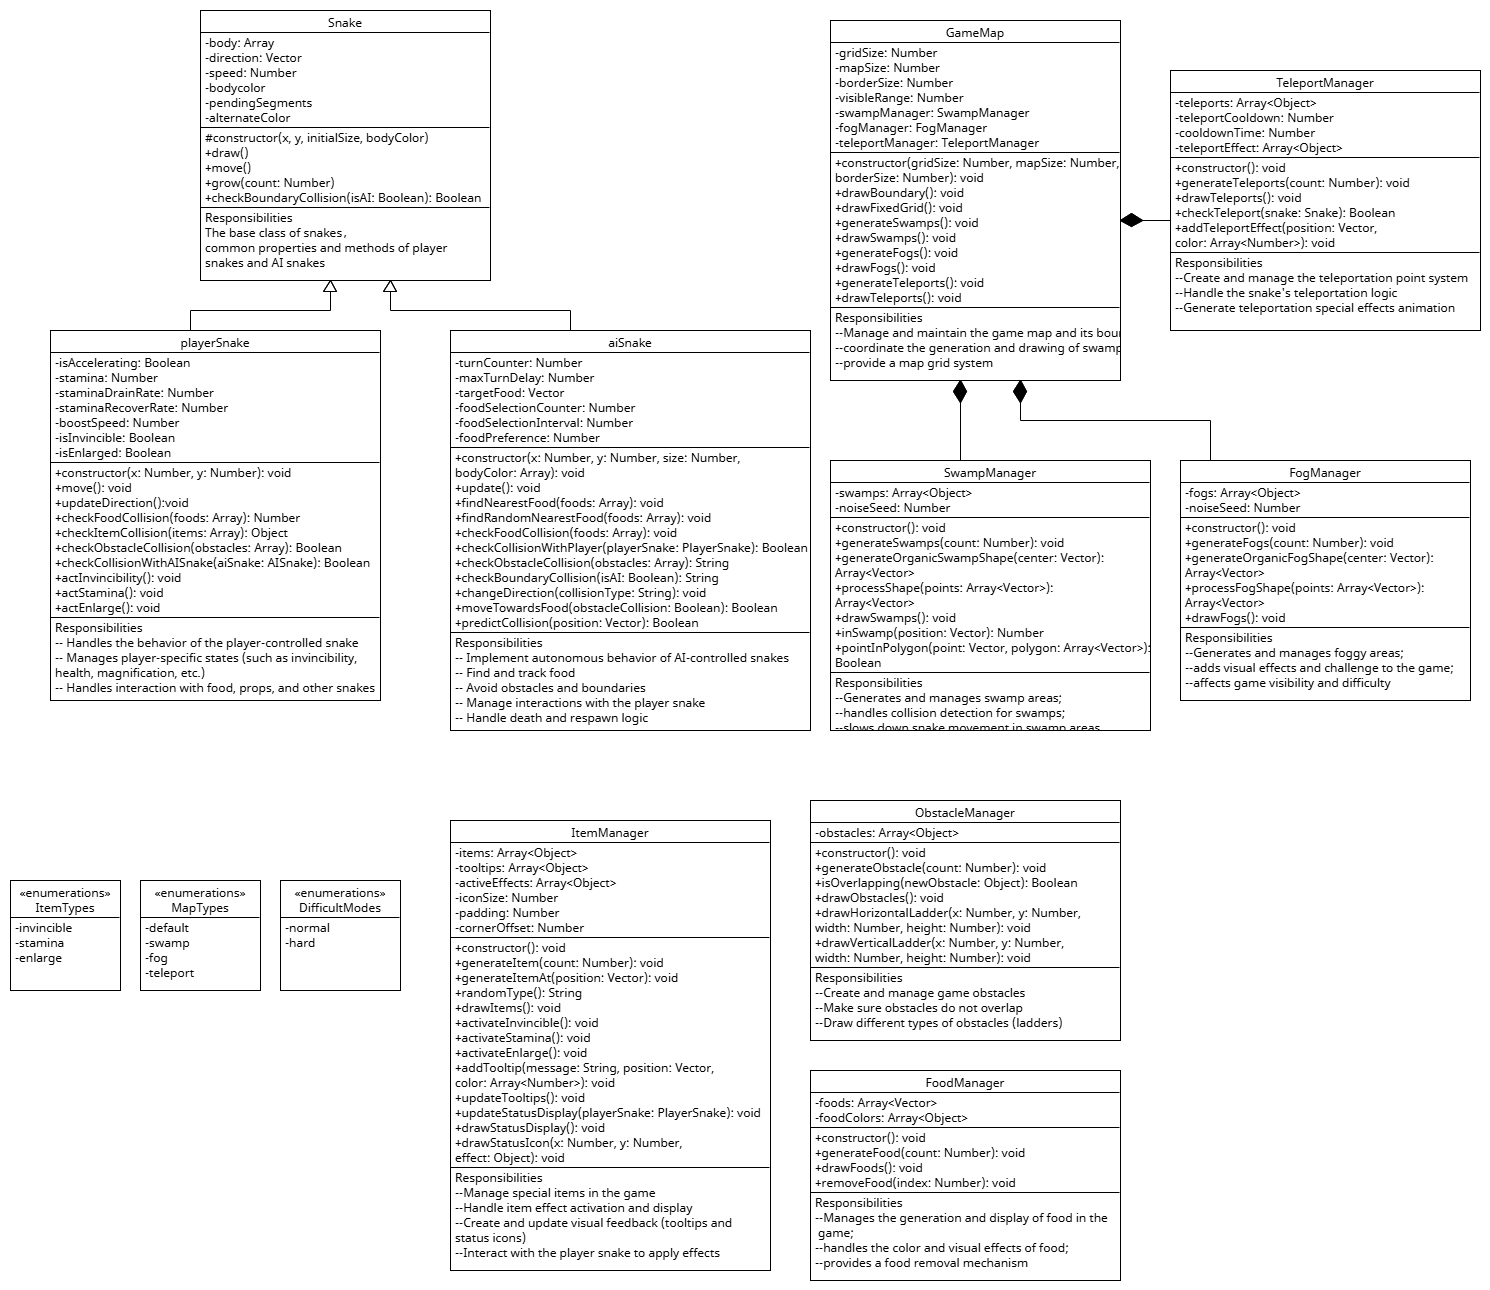 Snake
-body: Array
-direction: Vector
-speed: Number
-bodycolor
-pendingSegments
-alternateColor
#constructor(x, y, initialSize, bodyColor)
+draw()
+move()
+grow(count: Number)
+checkBoundaryCollision(isAI: Boolean): Boolean
Responsibilities
The base class of snakes,
common properties and methods of player
snakes and AI snakes
GameMap
-gridSize: Number
-mapSize: Number
-borderSize: Number
-visibleRange: Number
-swampManager: SwampManager
-fogManager: FogManager
-teleportManager: TeleportManager
+constructor(gridSize: Number, mapSize: Number,
borderSize: Number): void
+drawBoundary(): void
+drawFixedGrid(): void
+generateSwamps(): void
+drawSwamps(): void
+generateFogs(): void
+drawFogs(): void
+generateTeleports(): void
+drawTeleports(): void
Responsibilities
--Manage and maintain the game map and its bour
--coordinate the generation and drawing of swamp
--provide a map grid system
TeleportManager
-teleports: Array<Object>
-teleportCooldown: Number
-cooldownTime: Number
-teleportEffect: Array<Object>
+constructor(): void
+generateTeleports(count: Number): void
+drawTeleports(): void
+checkTeleport(snake: Snake): Boolean
+addTeleportEffect(position: Vector,
color: Array<Number>): void
Responsibilities
--Create and manage the teleportation point system
--Handle the snake's teleportation logic
--Generate teleportation special effects animation
playerSnake
-isAccelerating: Boolean
-stamina: Number
-staminaDrainRate: Number
-staminaRecoverRate: Number
-boostSpeed: Number
-isInvincible: Boolean
-isEnlarged: Boolean
+constructor(x: Number, y: Number): void
+move(): void
+updateDirection():void
+checkFoodCollision(foods: Array): Number
+checkItemCollision(items: Array): Object
+checkObstacleCollision(obstacles: Array): Boolean
+checkCollisionWithAISnake(aiSnake: AISnake): Boolean
+actInvincibility(): void
+actStamina(): void
+actEnlarge(): void
Responsibilities
-- Handles the behavior of the player-controlled snake
-- Manages player-specific states (such as invincibility,
health, magnification, etc.)
-- Handles interaction with food, props, and other snakes
aiSnake
-turnCounter: Number
-maxTurnDelay: Number
-targetFood: Vector
-foodSelectionCounter: Number
-foodSelectionInterval: Number
-foodPreference: Number
+constructor(x: Number, y: Number, size: Number,
bodyColor: Array): void
+update(): void
+findNearestFood(foods: Array): void
+findRandomNearestFood(foods: Array): void
+checkFoodCollision(foods: Array): void
+checkCollisionWithPlayer(playerSnake: PlayerSnake): Boolean
+checkObstacleCollision(obstacles: Array): String
+checkBoundaryCollision(isAI: Boolean): String
+changeDirection(collisionType: String): void
+moveTowardsFood(obstacleCollision: Boolean): Boolean
+predictCollision(position: Vector): Boolean
Responsibilities
-- Implement autonomous behavior of AI-controlled snakes
-- Find and track food
-- Avoid obstacles and boundaries
-- Manage interactions with the player snake
-- Handle death and respawn logic
SwampManager
-swamps: Array<Object>
-noiseSeed: Number
+constructor(): void
+generateSwamps(count: Number): void
+generateOrganicSwampShape(center: Vector):
Array<Vector>
+processShape(points: Array<Vector>):
Array<Vector>
+drawSwamps(): void
+inSwamp(position: Vector): Number
+pointInPolygon(point: Vector, polygon: Array<Vector>):
Boolean
Responsibilities
--Generates and manages swamp areas;
--handles collision detection for swamps;
--slows down snake movement in swamp areas
FogManager
-fogs: Array<Object>
-noiseSeed: Number
+constructor(): void
+generateFogs(count: Number): void
+generateOrganicFogShape(center: Vector):
Array<Vector>
+processFogShape(points: Array<Vector>):
Array<Vector>
+drawFogs(): void
Responsibilities
--Generates and manages foggy areas;
--adds visual effects and challenge to the game;
--affects game visibility and difficulty
«enumerations»
ItemTypes
-invincible
-stamina
-enlarge
«enumerations»
MapTypes
-default
-swamp
-fog
-teleport
«enumerations»
DifficultModes
-normal
-hard
ItemManager
-items: Array<Object>
-tooltips: Array<Object>
-activeEffects: Array<Object>
-iconSize: Number
-padding: Number
-cornerOffset: Number
+constructor(): void
+generateItem(count: Number): void
+generateItemAt(position: Vector): void
+randomType(): String
+drawItems(): void
+activateInvincible(): void
+activateStamina(): void
+activateEnlarge(): void
+addTooltip(message: String, position: Vector,
color: Array<Number>): void
+updateTooltips(): void
+updateStatusDisplay(playerSnake: PlayerSnake): void
+drawStatusDisplay(): void
+drawStatusIcon(x: Number, y: Number,
effect: Object): void
Responsibilities
--Manage special items in the game
--Handle item effect activation and display
--Create and update visual feedback (tooltips and
status icons)
--Interact with the player snake to apply effects
ObstacleManager
-obstacles: Array<Object>
+constructor(): void
+generateObstacle(count: Number): void
+isOverlapping(newObstacle: Object): Boolean
+drawObstacles(): void
+drawHorizontalLadder(x: Number, y: Number,
width: Number, height: Number): void
+drawVerticalLadder(x: Number, y: Number,
width: Number, height: Number): void
Responsibilities
--Create and manage game obstacles
--Make sure obstacles do not overlap
--Draw different types of obstacles (ladders)
FoodManager
-foods: Array<Vector>
-foodColors: Array<Object>
+constructor(): void
+generateFood(count: Number): void
+drawFoods(): void
+removeFood(index: Number): void
Responsibilities
--Manages the generation and display of food in the
game;
--handles the color and visual effects of food;
--provides a food removal mechanism